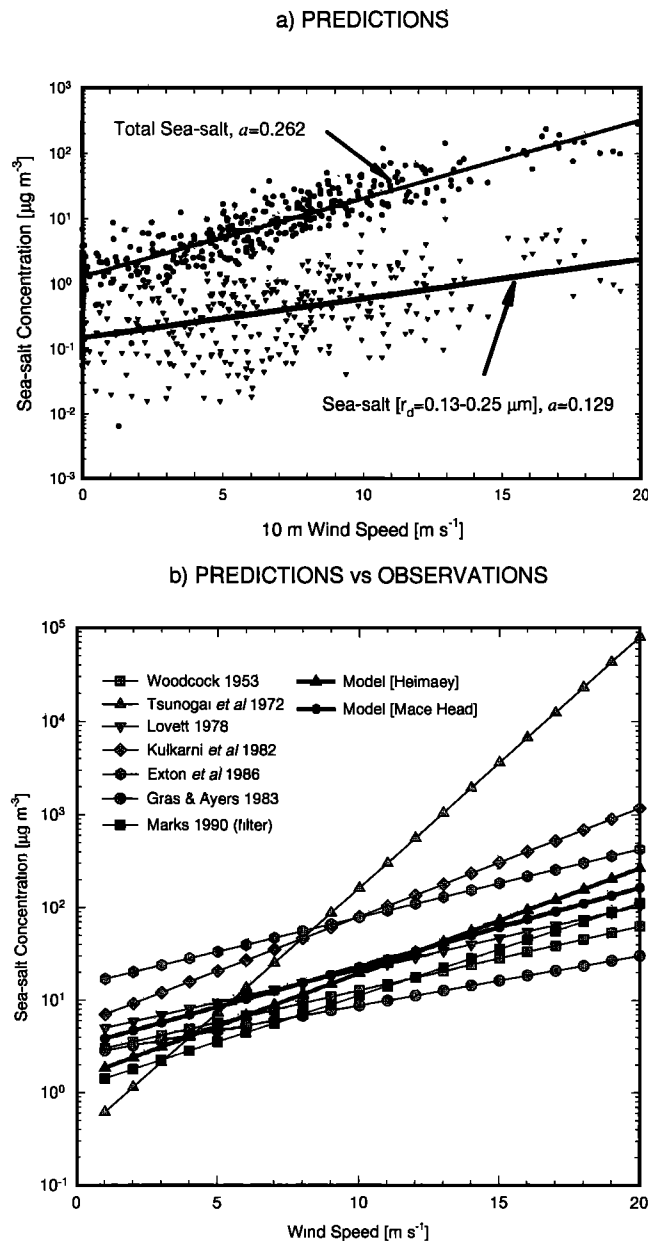 a) PREDICTIONS
10³
10²
10¹
10⁰
10⁻¹
10⁻²
10⁻³
Sea-salt Concentration [µg m⁻³]
Total Sea-salt, a=0.262
Sea-salt [r_d=0.13-0.25 µm], a=0.129
0 5 10 15 20
10 m Wind Speed [m s⁻¹]
b) PREDICTIONS vs OBSERVATIONS
10⁵
10⁴
10³
10²
10¹
10⁰
10⁻¹
Sea-salt Concentration [µg m⁻³]
Woodcock 1953
Tsunogai et al 1972
Lovett 1978
Kulkarni et al 1982
Exton et al 1986
Gras & Ayers 1983
Marks 1990 (filter)
Model [Heimaey]
Model [Mace Head]
0 5 10 15 20
Wind Speed [m s⁻¹]